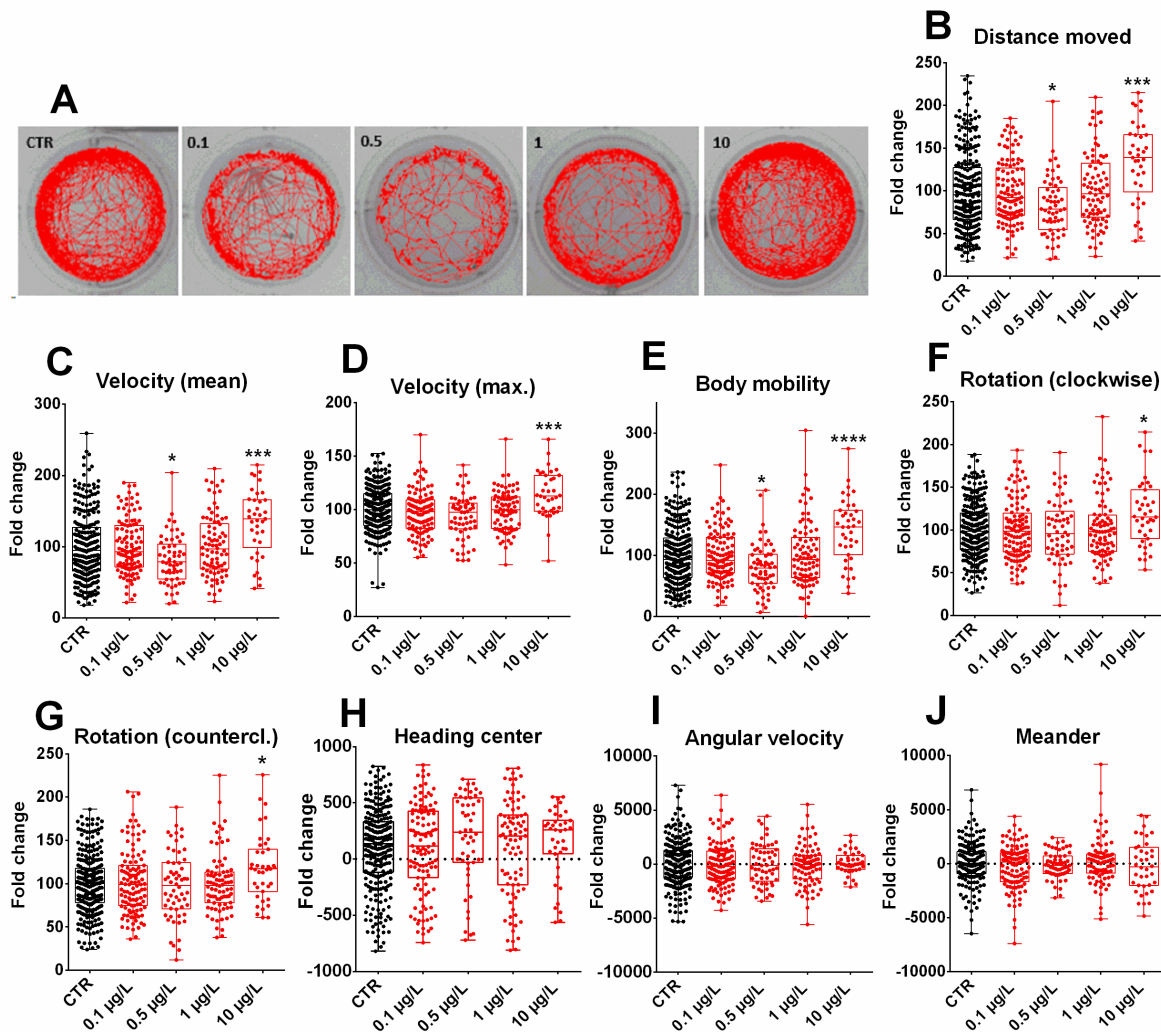 A
CTR
0.1
0.5
1
10
B
Distance moved
Fold change
250
200
150
100
50
0
*
***
CTR
0.1 µg/L
0.5 µg/L
1 µg/L
10 µg/L
C
Velocity (mean)
Fold change
300
200
100
0
*
***
CTR
0.1 µg/L
0.5 µg/L
1 µg/L
10 µg/L
D
Velocity (max.)
Fold change
200
150
100
50
0
***
CTR
0.1 µg/L
0.5 µg/L
1 µg/L
10 µg/L
E
Body mobility
Fold change
300
200
100
0
*
****
CTR
0.1 µg/L
0.5 µg/L
1 µg/L
10 µg/L
F
Rotation (clockwise)
Fold change
250
200
150
100
50
0
*
CTR
0.1 µg/L
0.5 µg/L
1 µg/L
10 µg/L
G
Rotation (countercl.)
Fold change
250
200
150
100
50
0
*
CTR
0.1 µg/L
0.5 µg/L
1 µg/L
10 µg/L
H
Heading center
Fold change
1000
500
0
-500
-1000
CTR
0.1 µg/L
0.5 µg/L
1 µg/L
10 µg/L
I
Angular velocity
Fold change
10000
5000
0
-5000
-10000
CTR
0.1 µg/L
0.5 µg/L
1 µg/L
10 µg/L
J
Meander
Fold change
10000
5000
0
-5000
-10000
CTR
0.1 µg/L
0.5 µg/L
1 µg/L
10 µg/L